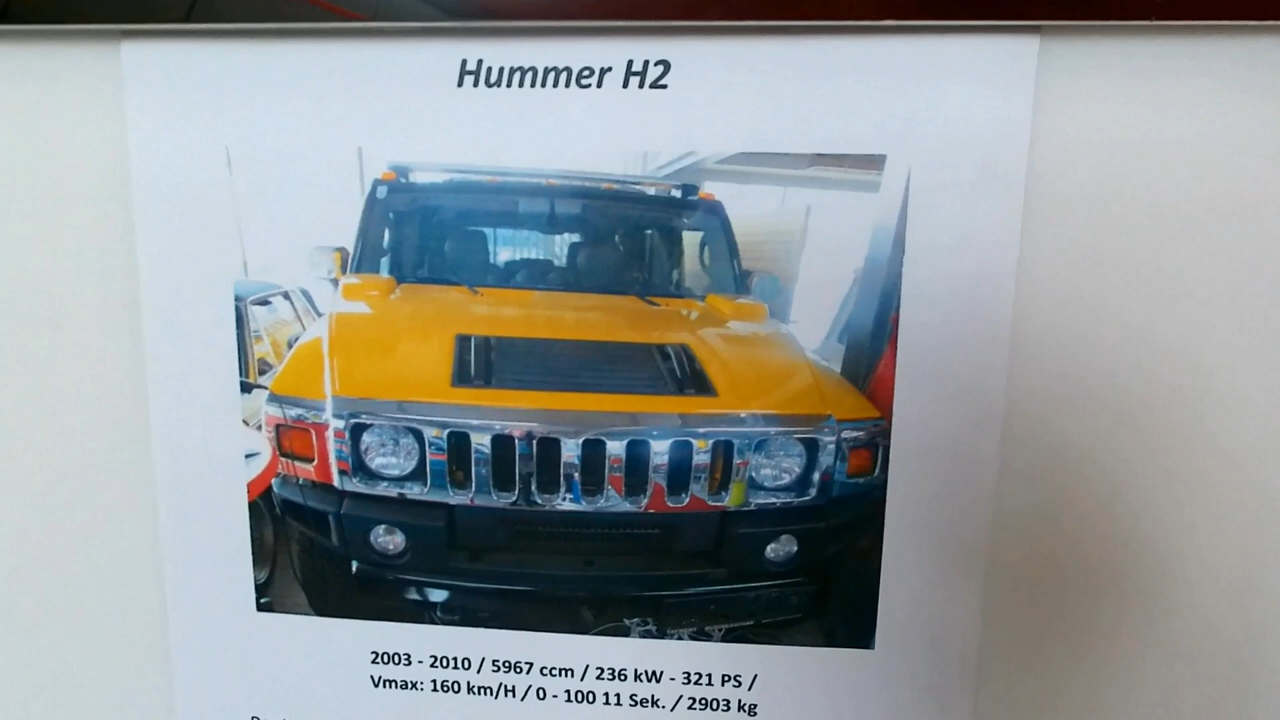 Hummer H2
2003 - 2010 / 5967 ccm / 236 kW - 321 PS /
Vmax: 160 km/H / 0 - 100 11 Sek. / 2903 kg